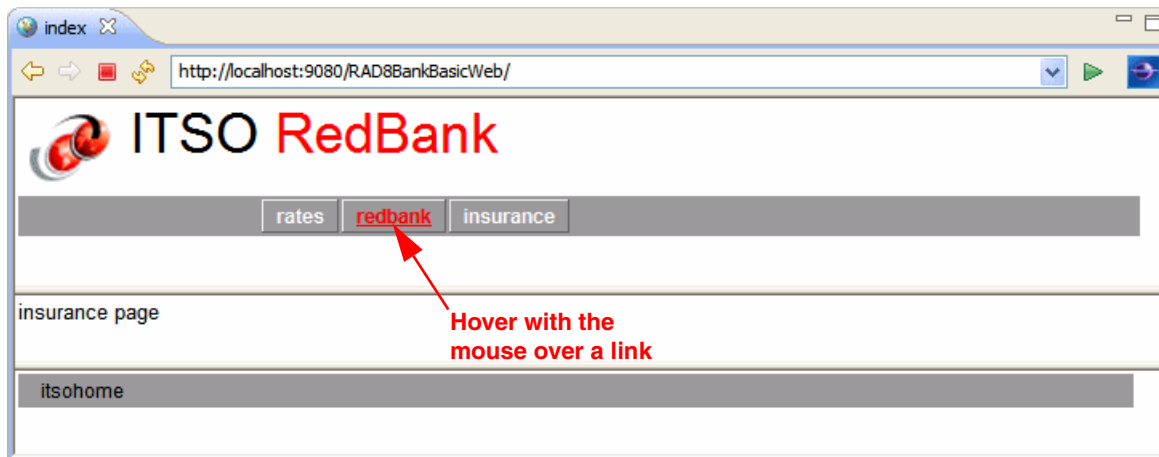 index
http://localhost:9080/RAD8BankBasicWeb/
ITSO RedBank
rates redbank insurance
insurance page
Hover with the
mouse over a link
itsohome